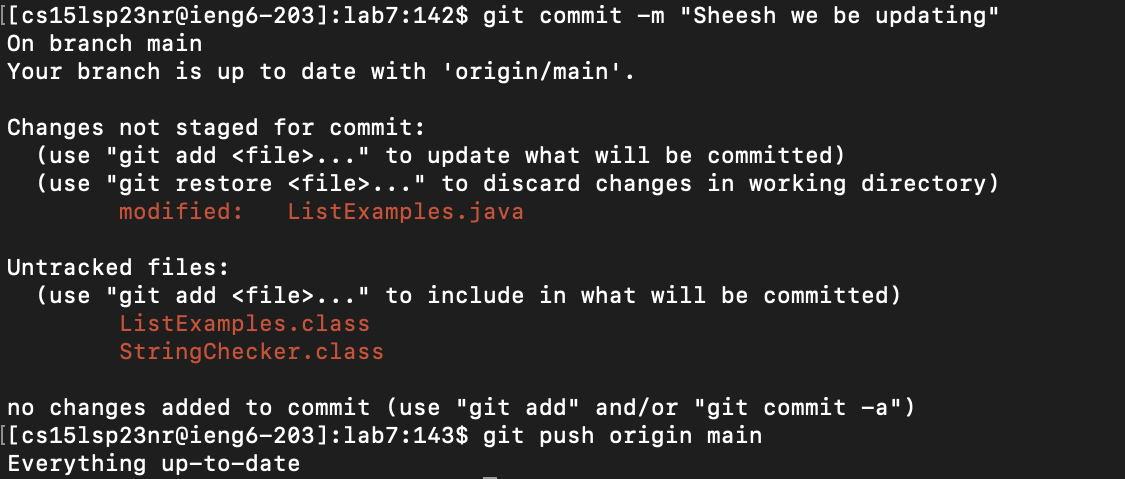 [[cs15lsp23nr@ieng6-203]:lab7:142$ git commit -m "Sheesh we be updating"
On branch main
Your branch is up to date with 'origin/main'.
Changes not staged for commit:
  (use "git add <file>..." to update what will be committed)
  (use "git restore <file>..." to discard changes in working directory)
        modified:   ListExamples.java
Untracked files:
  (use "git add <file>..." to include in what will be committed)
        ListExamples.class
        StringChecker.class
no changes added to commit (use "git add" and/or "git commit -a")
[[cs15lsp23nr@ieng6-203]:lab7:143$ git push origin main
Everything up-to-date